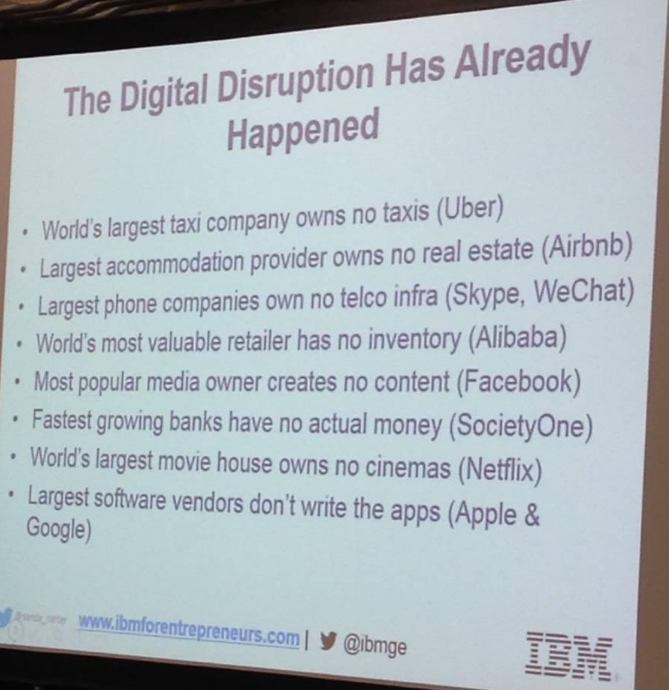 The Digital Disruption Has Already
Happened
• World's largest taxi company owns no taxis (Uber)
• Largest accommodation provider owns no real estate (Airbnb)
• Largest phone companies own no telco infra (Skype, WeChat)
• World's most valuable retailer has no inventory (Alibaba)
• Most popular media owner creates no content (Facebook)
• Fastest growing banks have no actual money (SocietyOne)
• World's largest movie house owns no cinemas (Netflix)
• Largest software vendors don't write the apps (Apple &
Google)
www.ibmforentrepreneurs.com | @ibmge
IBM